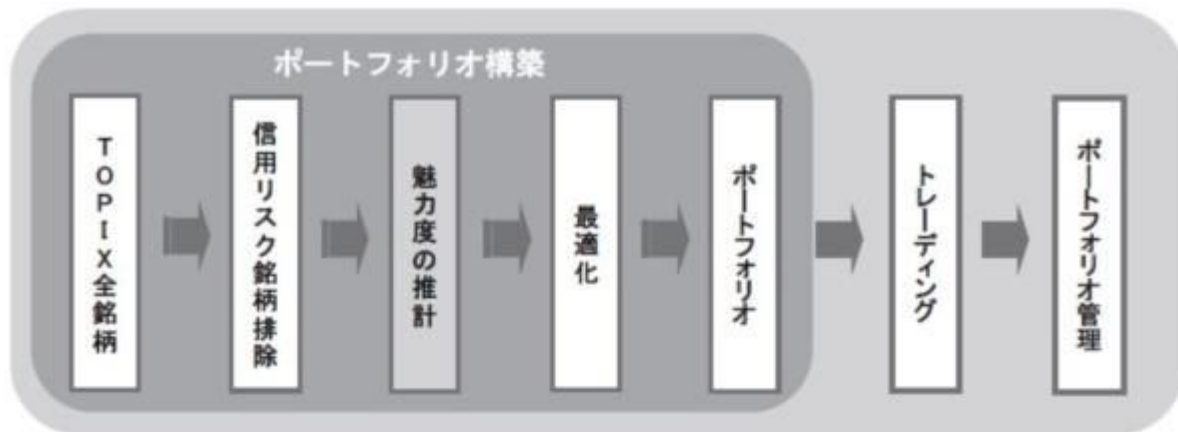 ポートフォリオ構築
TOPIX全銘柄
信用リスク銘柄排除
魅力度の推計
最適化
ポートフォリオ
トレーディング
ポートフォリオ管理